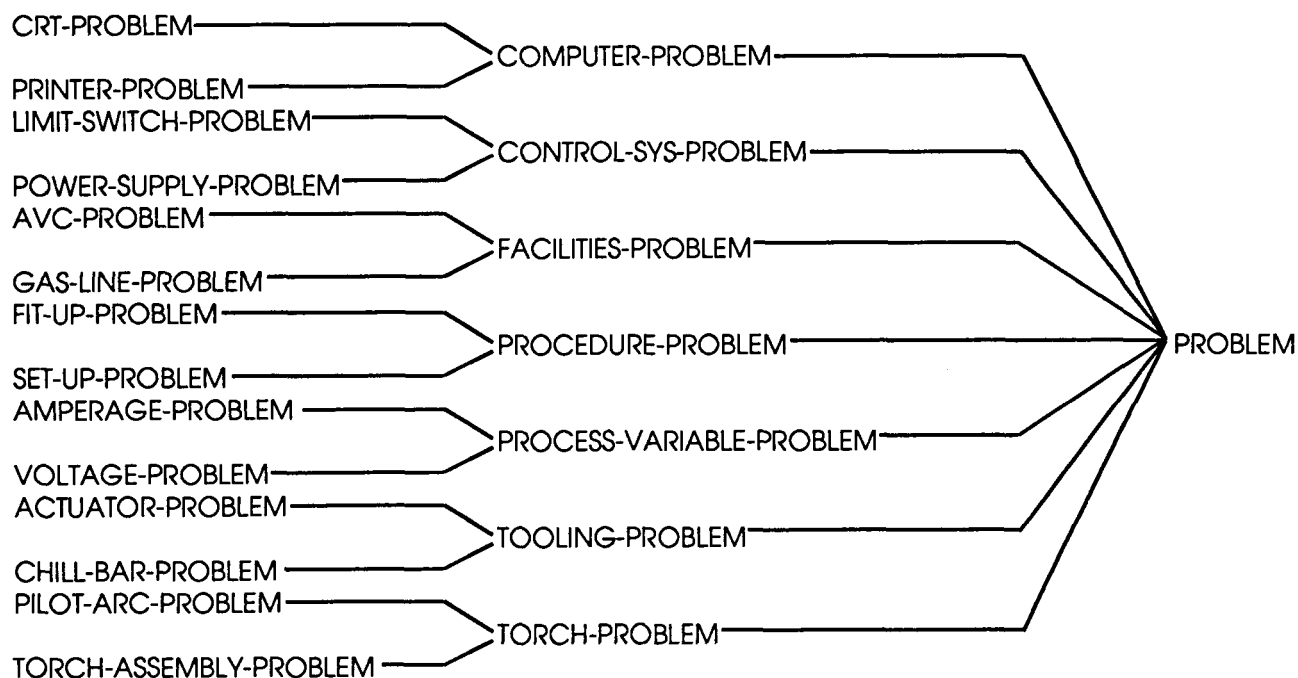 CRT-PROBLEM
COMPUTER-PROBLEM
PRINTER-PROBLEM
LIMIT-SWITCH-PROBLEM
CONTROL-SYS-PROBLEM
POWER-SUPPLY-PROBLEM
AVC-PROBLEM
FACILITIES-PROBLEM
GAS-LINE-PROBLEM
FIT-UP-PROBLEM
PROCEDURE-PROBLEM
PROBLEM
SET-UP-PROBLEM
AMPERAGE-PROBLEM
PROCESS-VARIABLE-PROBLEM
VOLTAGE-PROBLEM
ACTUATOR-PROBLEM
TOOLING-PROBLEM
CHILL-BAR-PROBLEM
PILOT-ARC-PROBLEM
TORCH-PROBLEM
TORCH-ASSEMBLY-PROBLEM